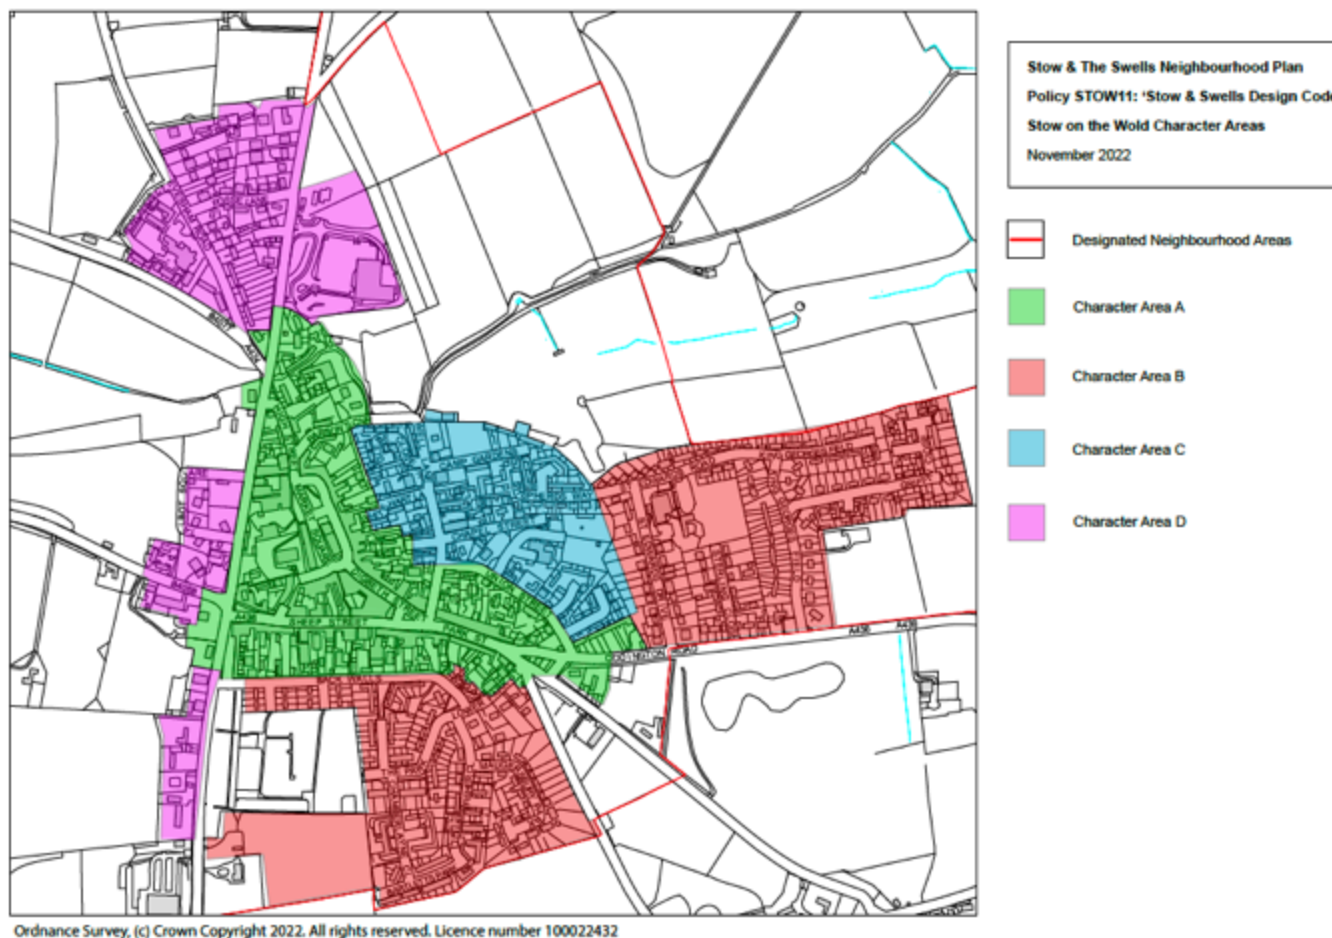 Stow & The Swells Neighbourhood Plan
Policy STOW11: ‘Stow & Swells Design Code
Stow on the Wold Character Areas
November 2022
Designated Neighbourhood Areas
Character Area A
Character Area B
Character Area C
Character Area D
SHEEP STREET
A436
A436
Ordnance Survey, (c) Crown Copyright 2022. All rights reserved. Licence number 100022432